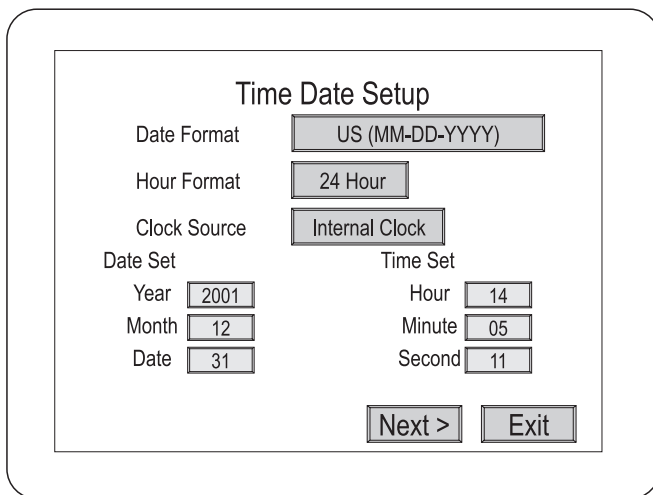 Time Date Setup
Date Format US (MM-DD-YYYY)
Hour Format 24 Hour
Clock Source Internal Clock
Date Set Time Set
Year 2001 Hour 14
Month 12 Minute 05
Date 31 Second 11
Next > Exit